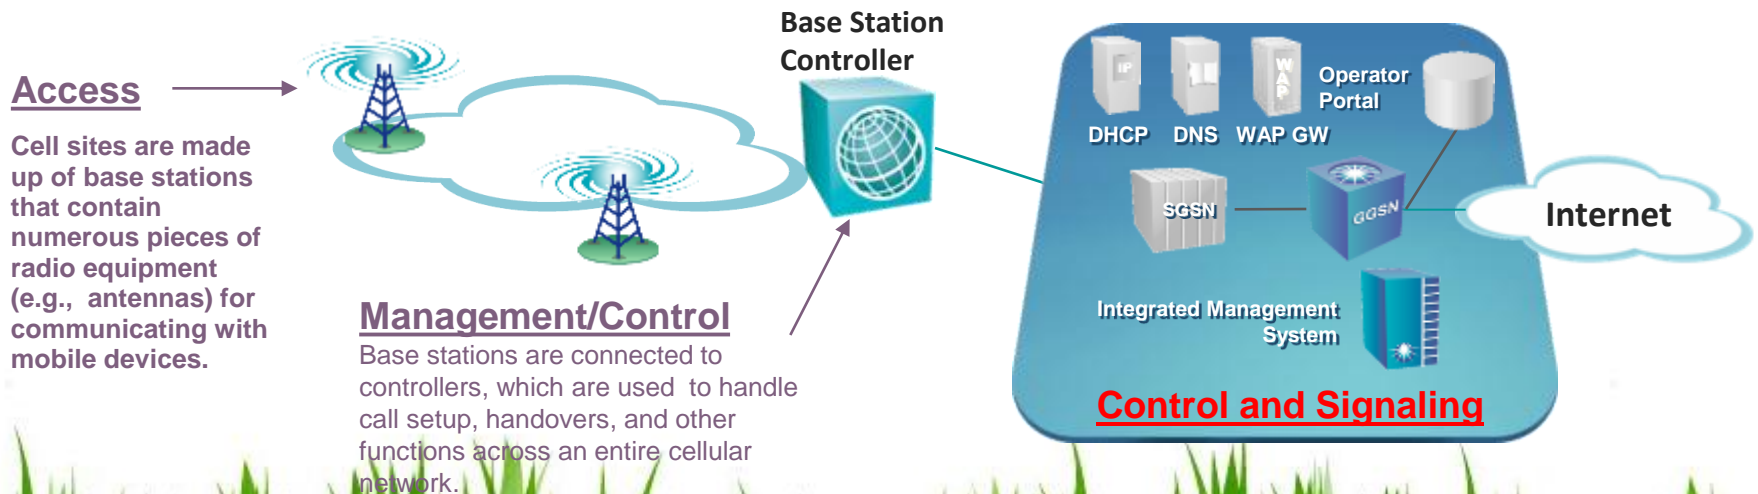 Access
Cell sites are made
up of base stations
that contain
numerous pieces of
radio equipment
(e.g., antennas) for
communicating with
mobile devices.
Management/Control
Base stations are connected to
controllers, which are used to handle
call setup, handovers, and other
functions across an entire cellular
network.
Base Station
Controller
IP
WAP
Operator
Portal
DHCP
DNS
WAP GW
SGSN
GGSN
Internet
Integrated Management
System
Control and Signaling